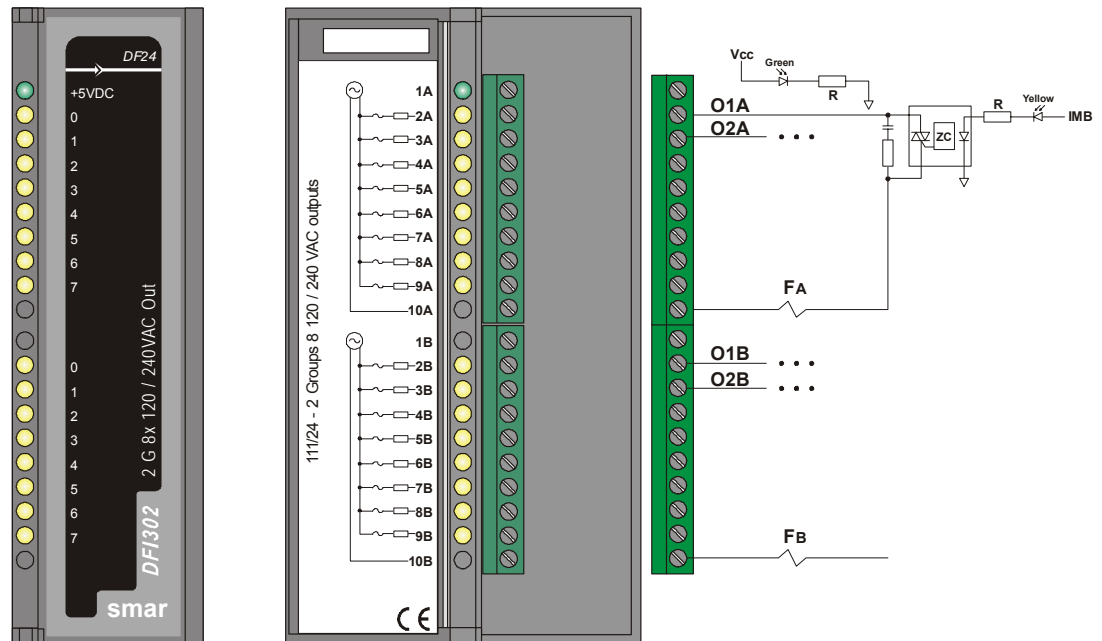 DF24
+5VDC
0
1
2
3
4
5
6
7
0
1
2
3
4
5
6
7
2 G 8x 120 / 240VAC Out
DFI302
smar
111/24 - 2 Groups 8 120 / 240 VAC outputs
1A
2A
3A
4A
5A
6A
7A
8A
9A
10A
1B
2B
3B
4B
5B
6B
7B
8B
9B
10B
CE
Vcc
Green
R
O1A
O2A
• • •
ZC
R
Yellow
IMB
FA
O1B
• • •
O2B
• • •
FB